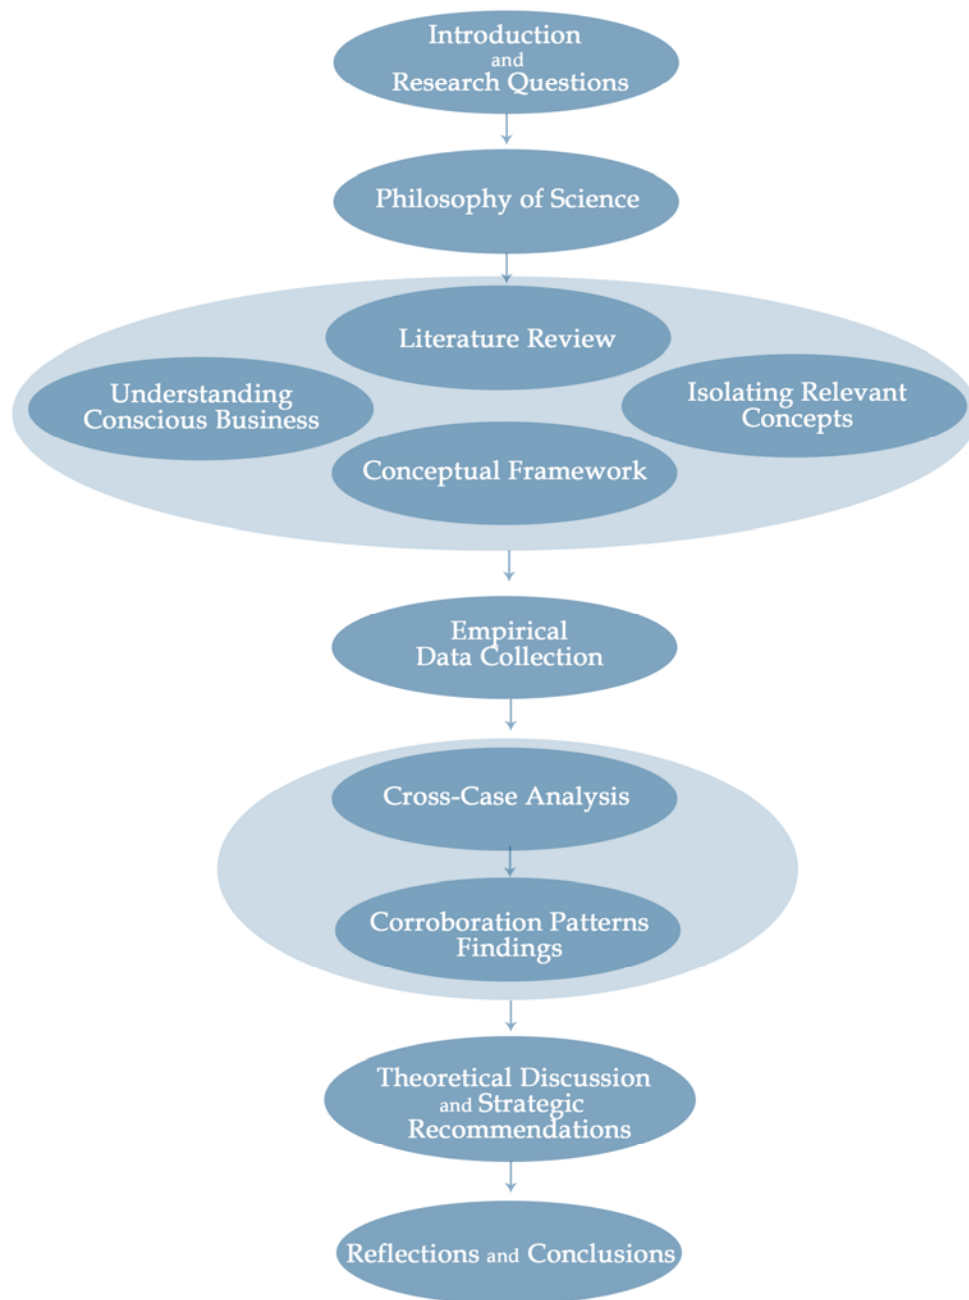 Introduction
and
Research Questions
Philosophy of Science
Literature Review
Understanding
Conscious Business
Isolating Relevant
Concepts
Conceptual Framework
Empirical
Data Collection
Cross-Case Analysis
Corroboration Patterns
Findings
Theoretical Discussion
and Strategic
Recommendations
Reflections and Conclusions